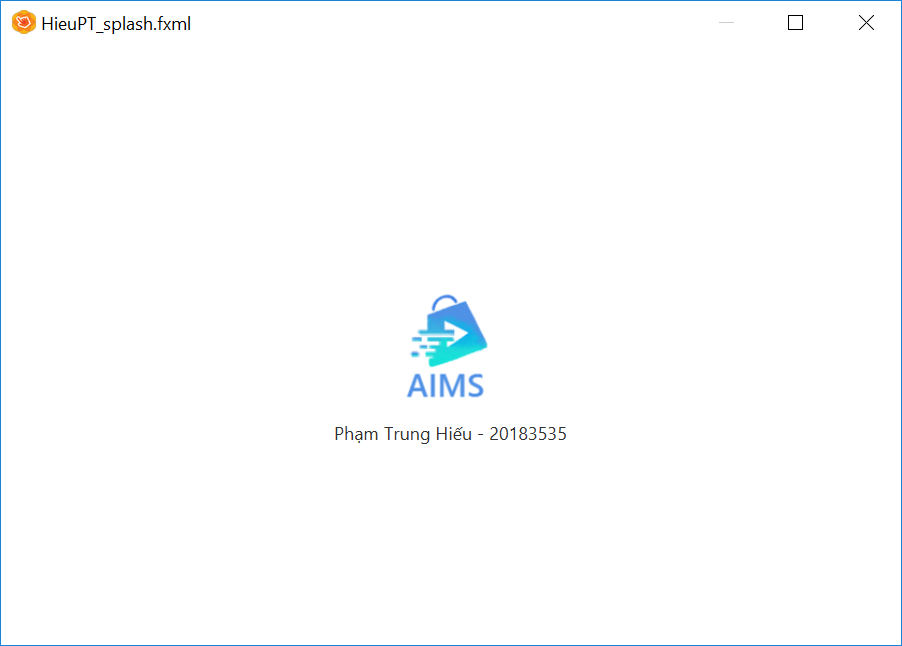 HieuPT_splash.fxml
AIMS
Phạm Trung Hiếu - 20183535